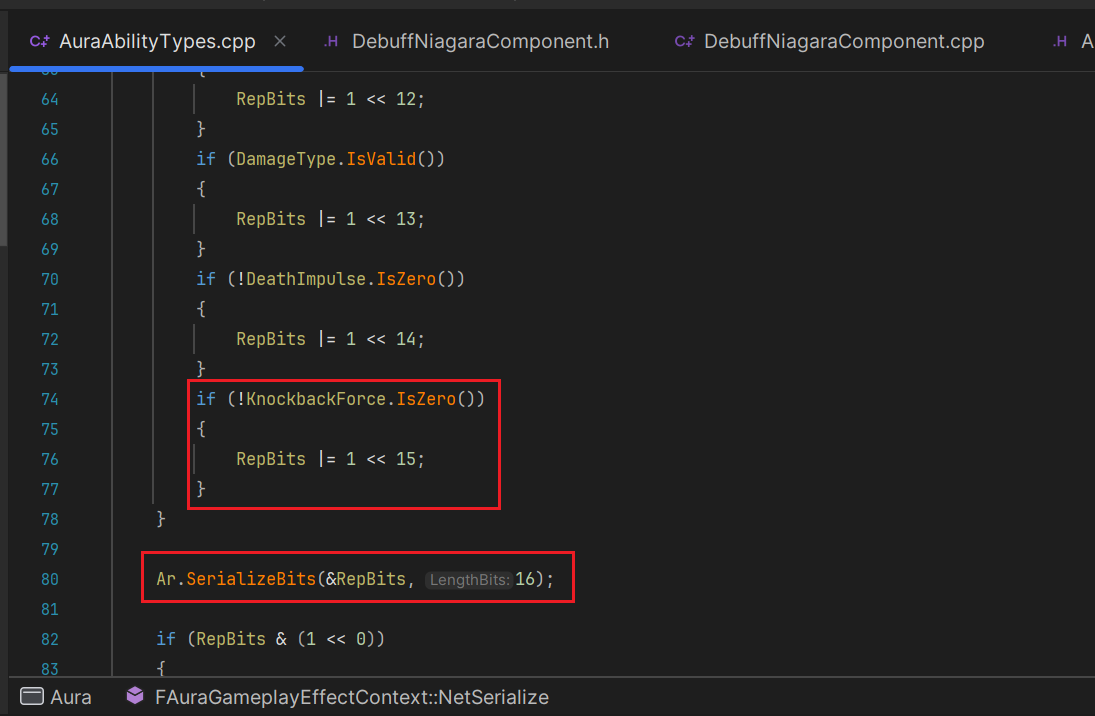 AuraAbilityTypes.cpp × .H DebuffNiagaraComponent.h C++ DebuffNiagaraComponent.cpp .H A
64 RepBits |= 1 << 12;
65 }
66 if (DamageType.IsValid())
67 {
68 RepBits |= 1 << 13;
69 }
70 if (!DeathImpulse.IsZero())
71 {
72 RepBits |= 1 << 14;
73 }
74 if (!KnockbackForce.IsZero())
75 {
76 RepBits |= 1 << 15;
77 }
78 }
79
80 Ar.SerializeBits(&RepBits, LengthBits: 16);
81
82 if (RepBits & (1 << 0))
83 {
Aura FAuraGameplayEffectContext::NetSerialize